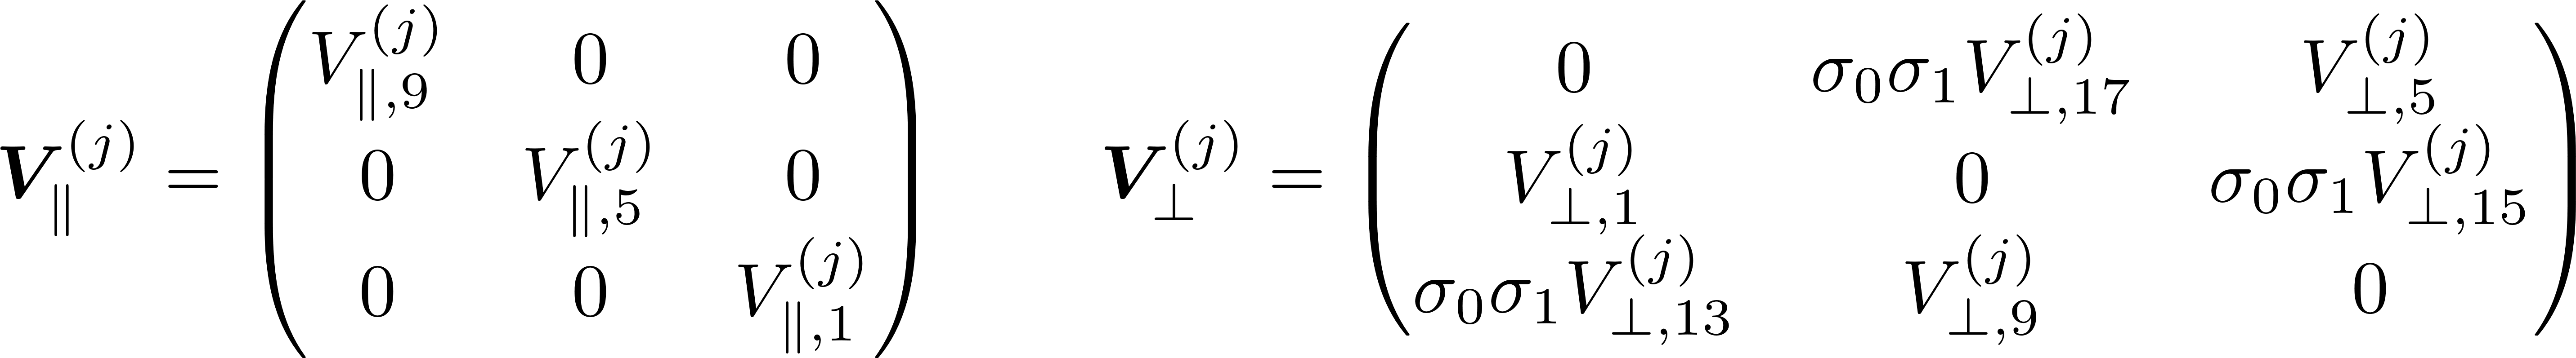 \boldsymbol{V}_{\parallel}^{(j)} = \begin{pmatrix} V_{\parallel,9}^{(j)} & 0 & 0 \\ 0 & V_{\parallel,5}^{(j)} & 0 \\ 0 & 0 & V_{\parallel,1}^{(j)} \end{pmatrix} \qquad \boldsymbol{V}_{\perp}^{(j)} = \begin{pmatrix} 0 & \sigma_0\sigma_1 V_{\perp,17}^{(j)} & V_{\perp,5}^{(j)} \\ V_{\perp,1}^{(j)} & 0 & \sigma_0\sigma_1 V_{\perp,15}^{(j)} \\ \sigma_0\sigma_1 V_{\perp,13}^{(j)} & V_{\perp,9}^{(j)} & 0 \end{pmatrix}